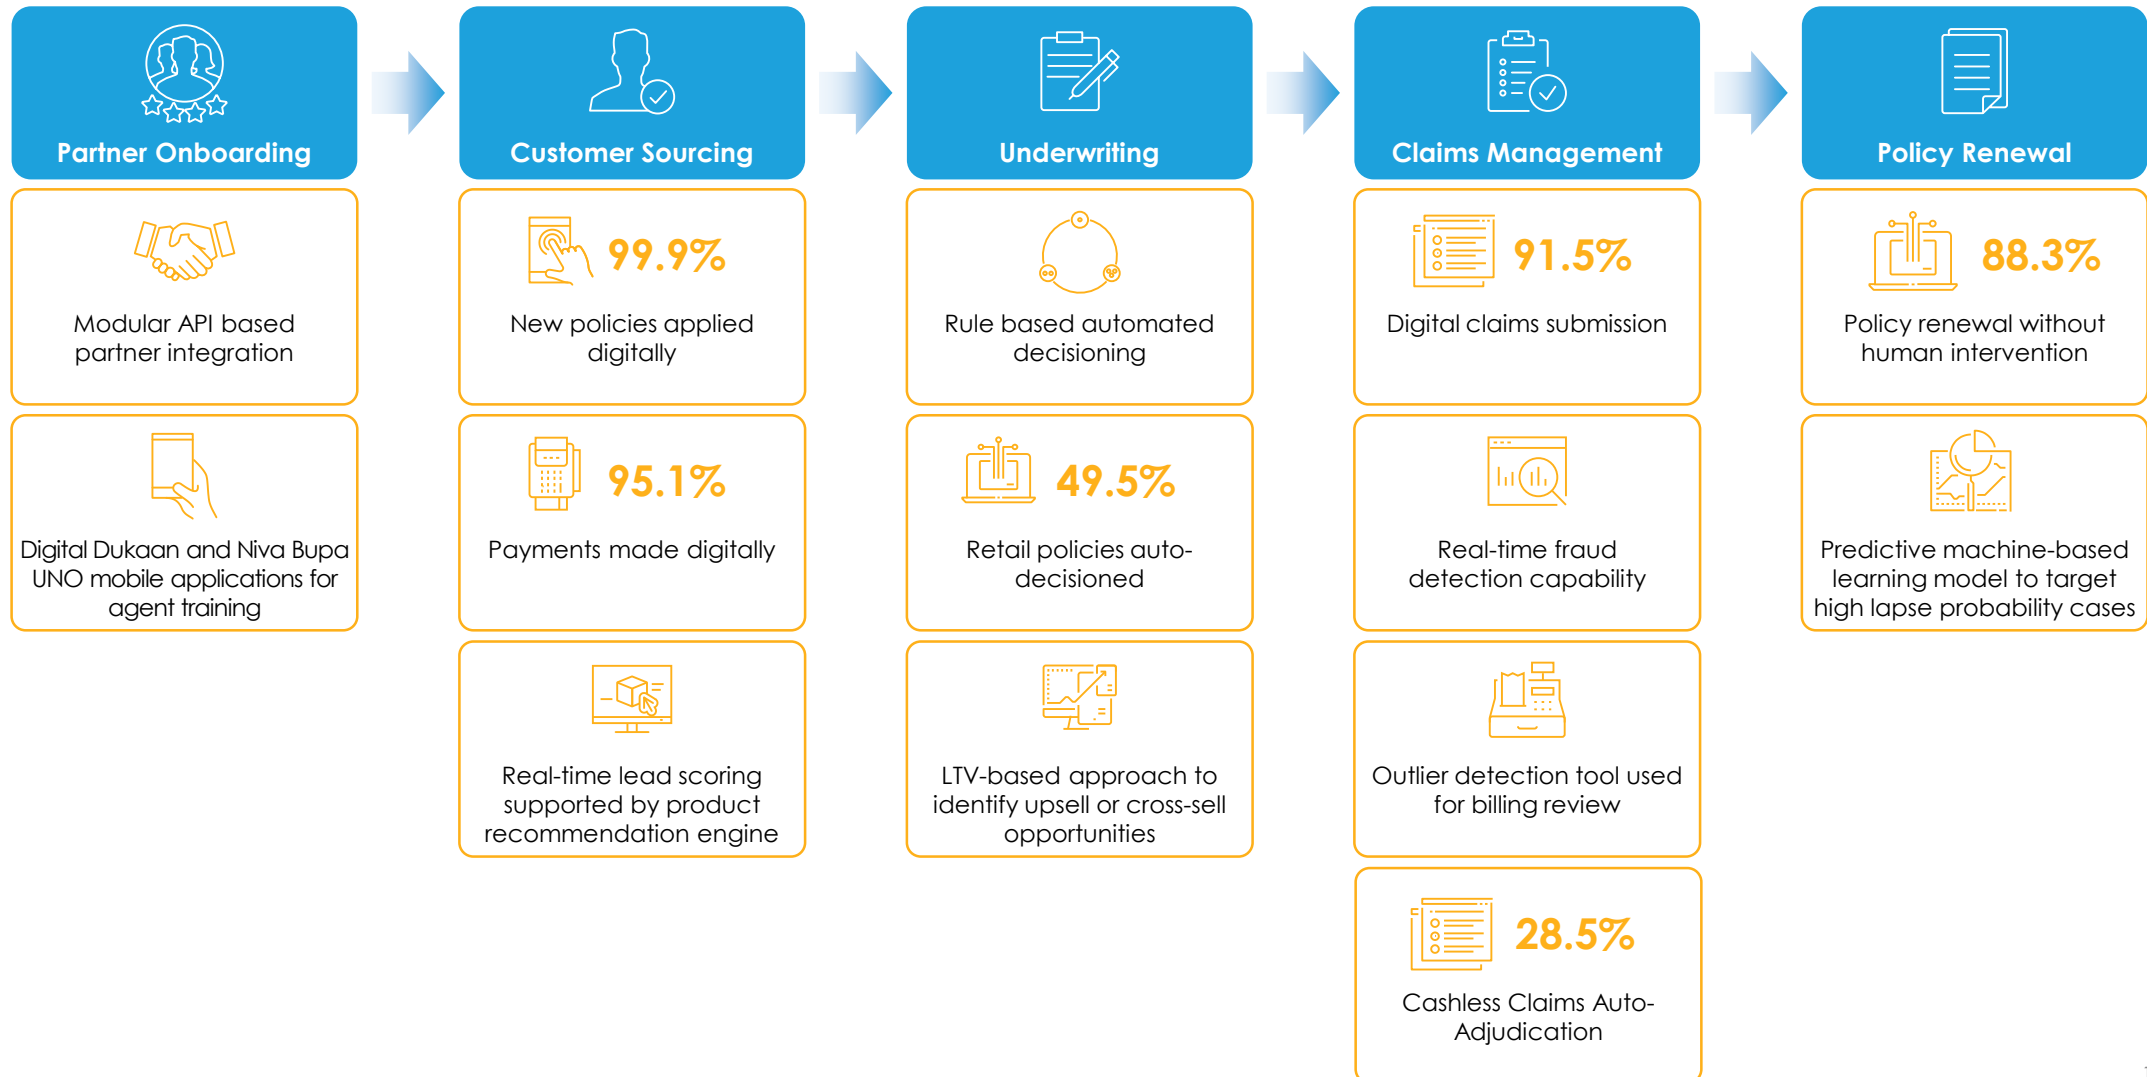 Partner Onboarding
Modular API based
partner integration
Digital Dukaan and Niva Bupa
UNO mobile applications for
agent training
Customer Sourcing
99.9%
New policies applied
digitally
95.1%
Payments made digitally
Real-time lead scoring
supported by product
recommendation engine
Underwriting
Rule based automated
decisioning
49.5%
Retail policies auto-
decisioned
LTV-based approach to
identify upsell or cross-sell
opportunities
Claims Management
91.5%
Digital claims submission
Real-time fraud
detection capability
Outlier detection tool used
for billing review
28.5%
Cashless Claims Auto-
Adjudication
Policy Renewal
88.3%
Policy renewal without
human intervention
Predictive machine-based
learning model to target
high lapse probability cases